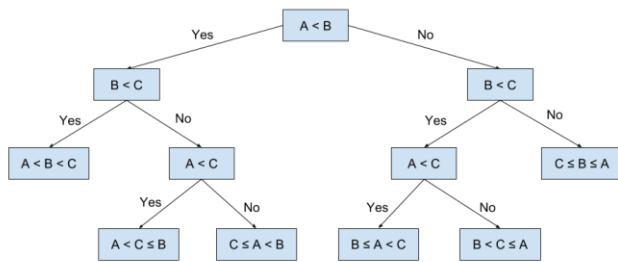 A < B
Yes
No
B < C
B < C
Yes
No
Yes
No
A < B < C
A < C
A < C
C ≤ B ≤ A
Yes
No
Yes
No
A < C ≤ B
C ≤ A < B
B ≤ A < C
B < C ≤ A